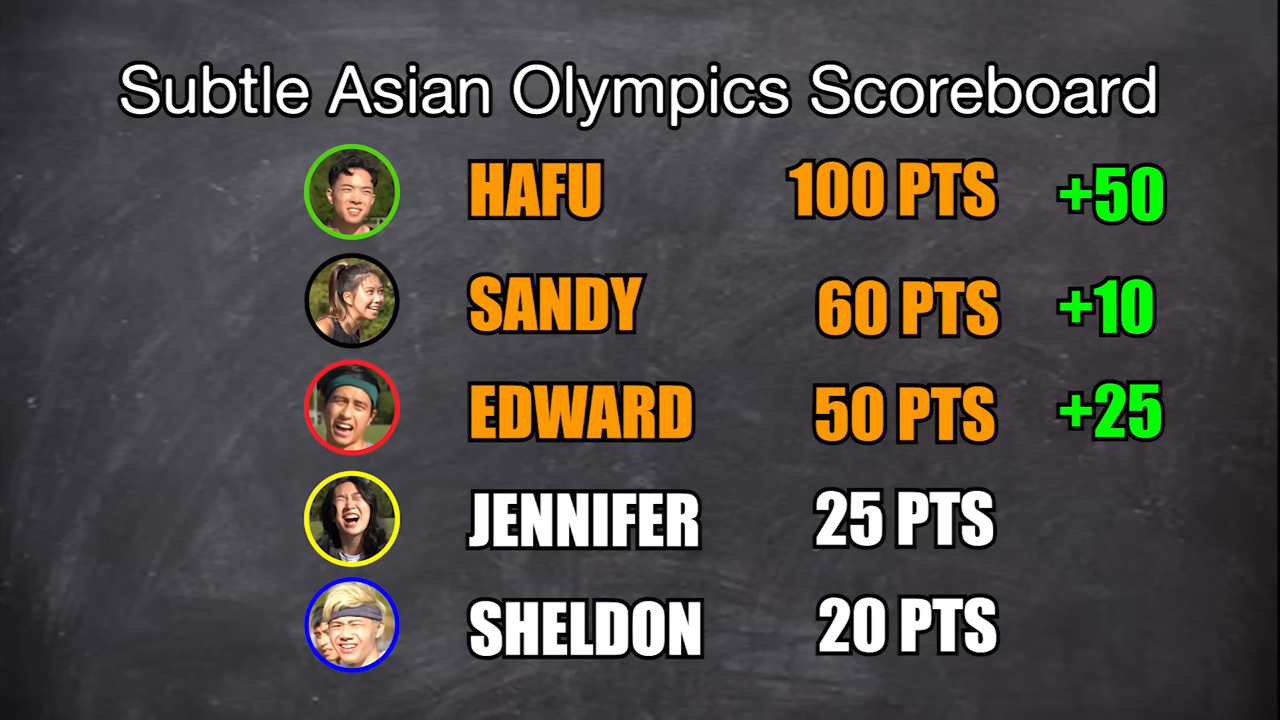 Subtle Asian Olympics Scoreboard
HAFU 100 PTS +50
SANDY 60 PTS +10
EDWARD 50 PTS +25
JENNIFER 25 PTS
SHELDON 20 PTS